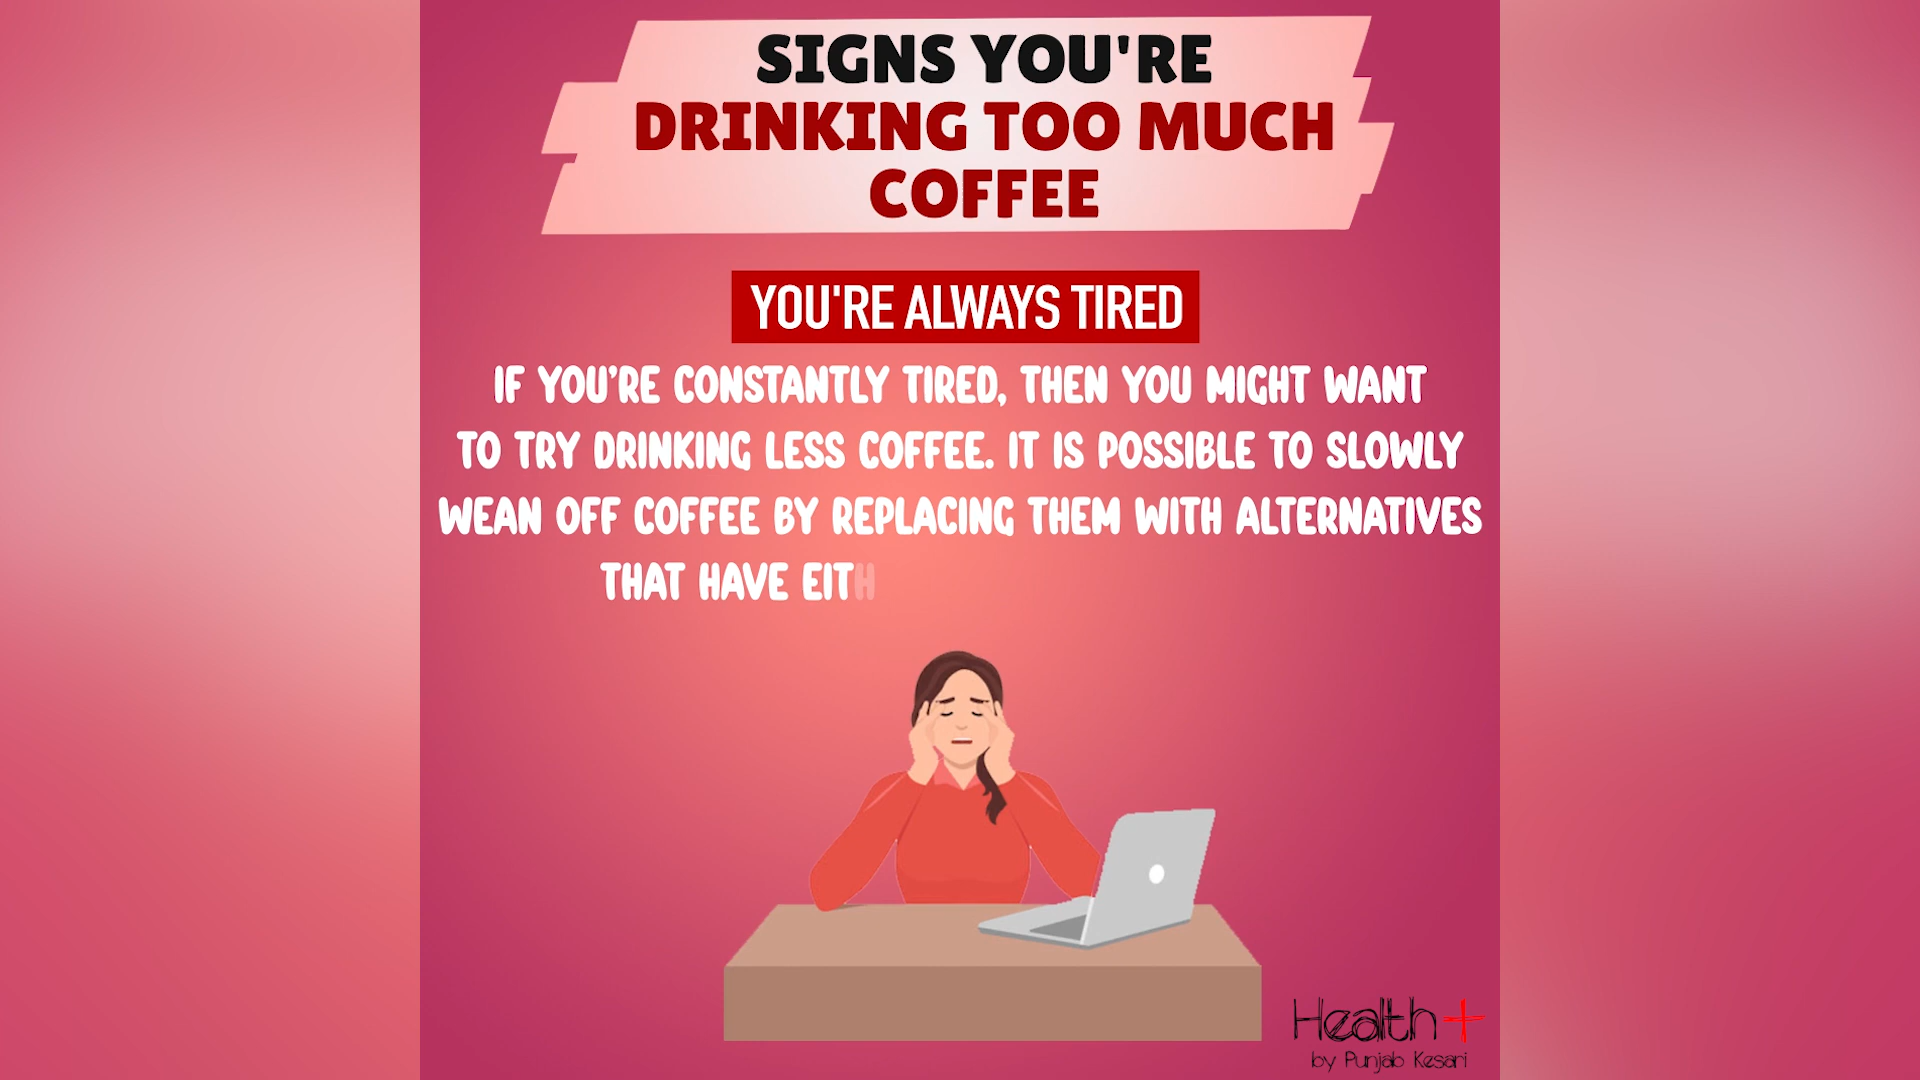 SIGNS YOU'RE
DRINKING TOO MUCH
COFFEE
YOU'RE ALWAYS TIRED
IF YOU'RE CONSTANTLY TIRED, THEN YOU MIGHT WANT
TO TRY DRINKING LESS COFFEE. IT IS POSSIBLE TO SLOWLY
WEAN OFF COFFEE BY REPLACING THEM WITH ALTERNATIVES
THAT HAVE EITH
Health+
by Punjab Kesari